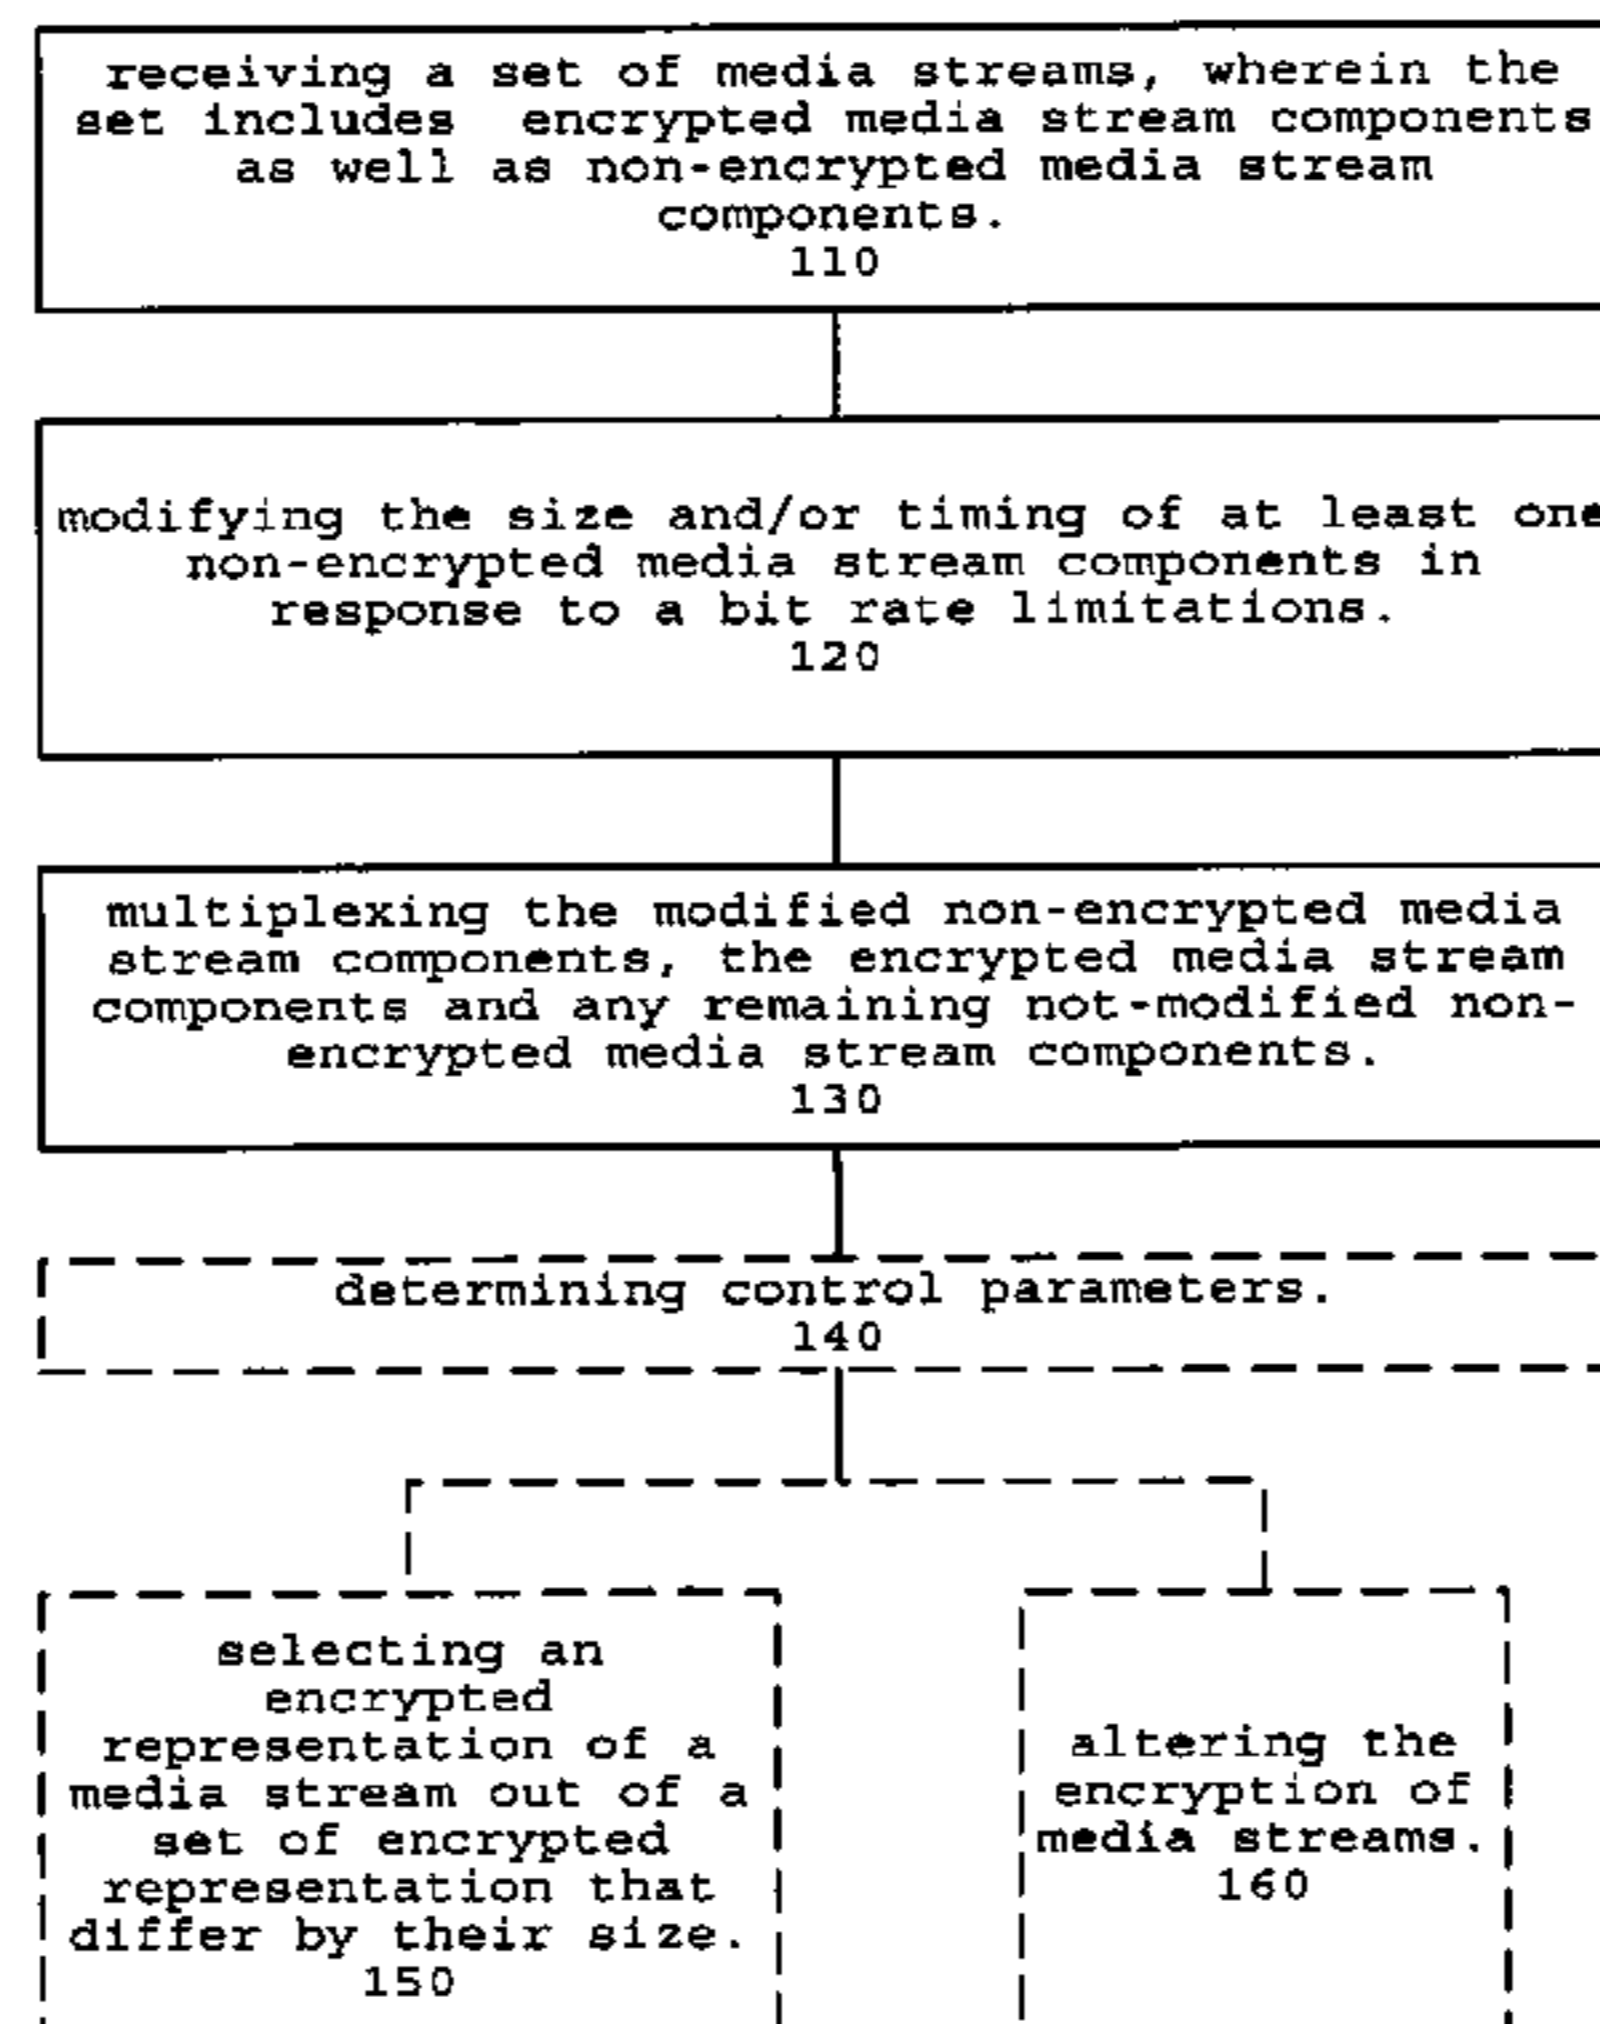 receiving a set of media streams, wherein the
set includes encrypted media stream components
as well as non-encrypted media stream
components.
110
modifying the size and/or timing of at least one
non-encrypted media stream components in
response to a bit rate limitations.
120
multiplexing the modified non-encrypted media
stream components, the encrypted media stream
components and any remaining not-modified non-
encrypted media stream components.
130
determining control parameters.
140
selecting an
encrypted
representation of a
media stream out of a
set of encrypted
representation that
differ by their size.
150
altering the
encryption of
media streams.
160